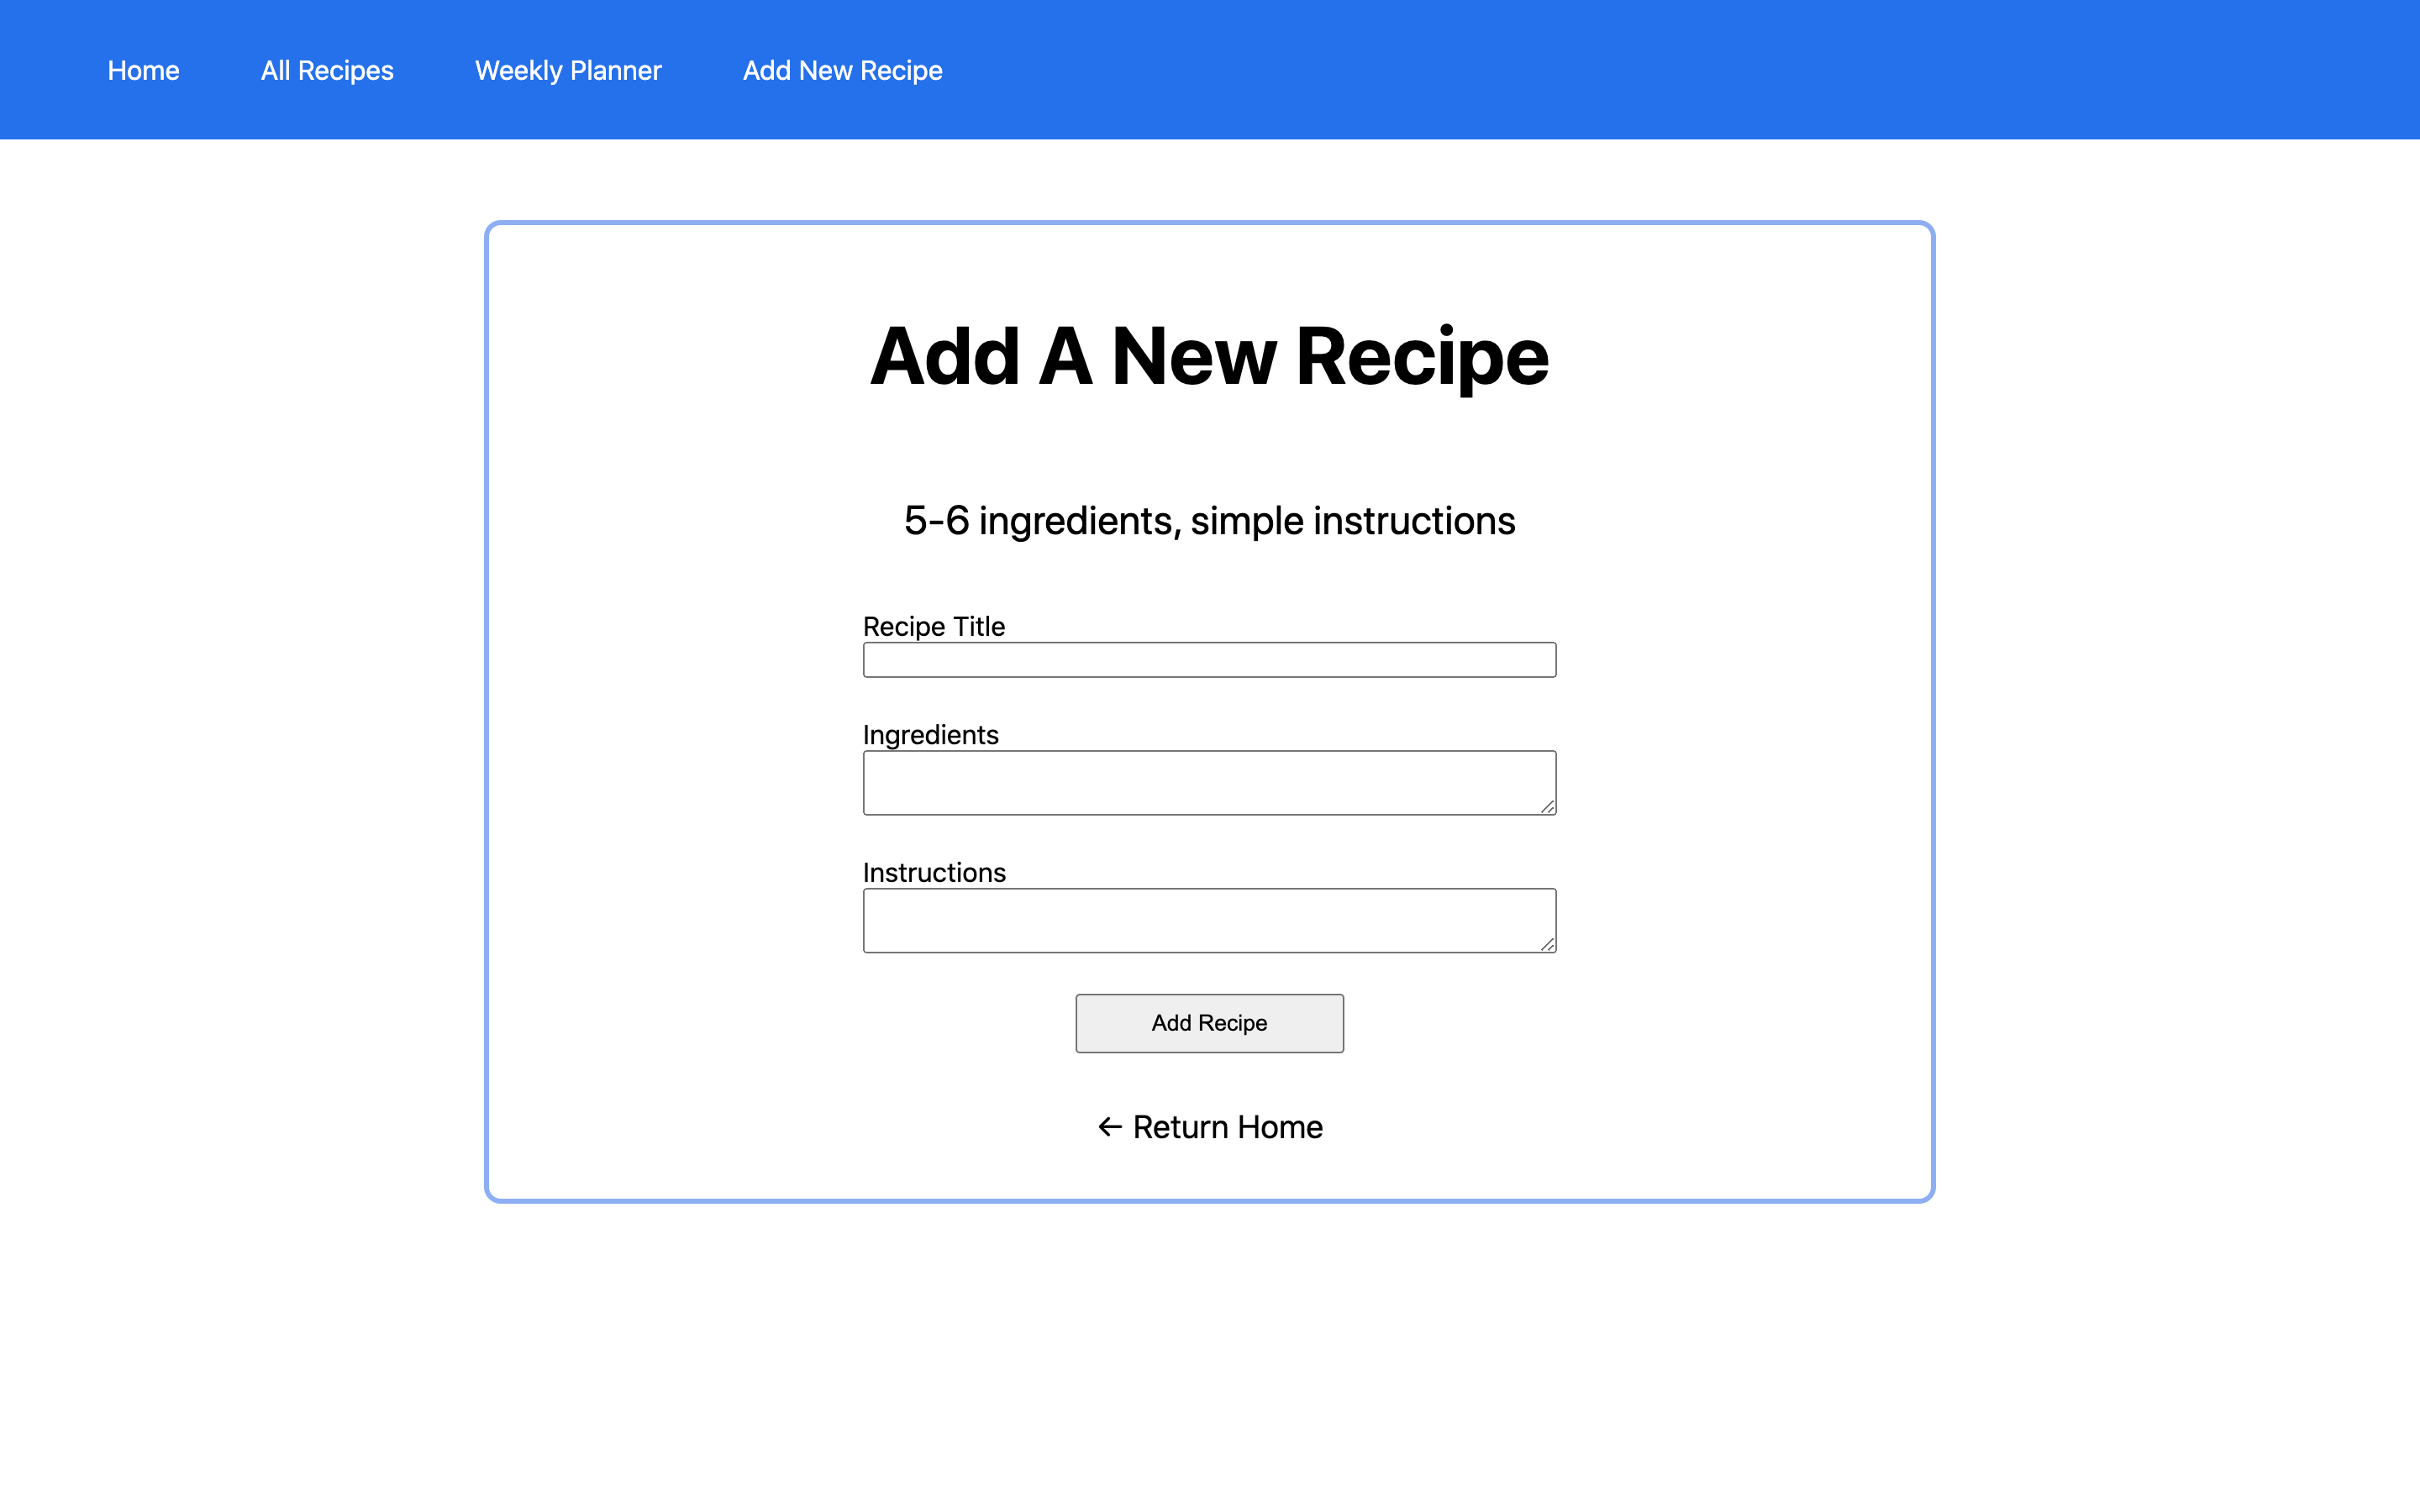 Home All Recipes Weekly Planner Add New Recipe
Add A New Recipe
5-6 ingredients, simple instructions
Recipe Title
Ingredients
Instructions
Add Recipe
← Return Home